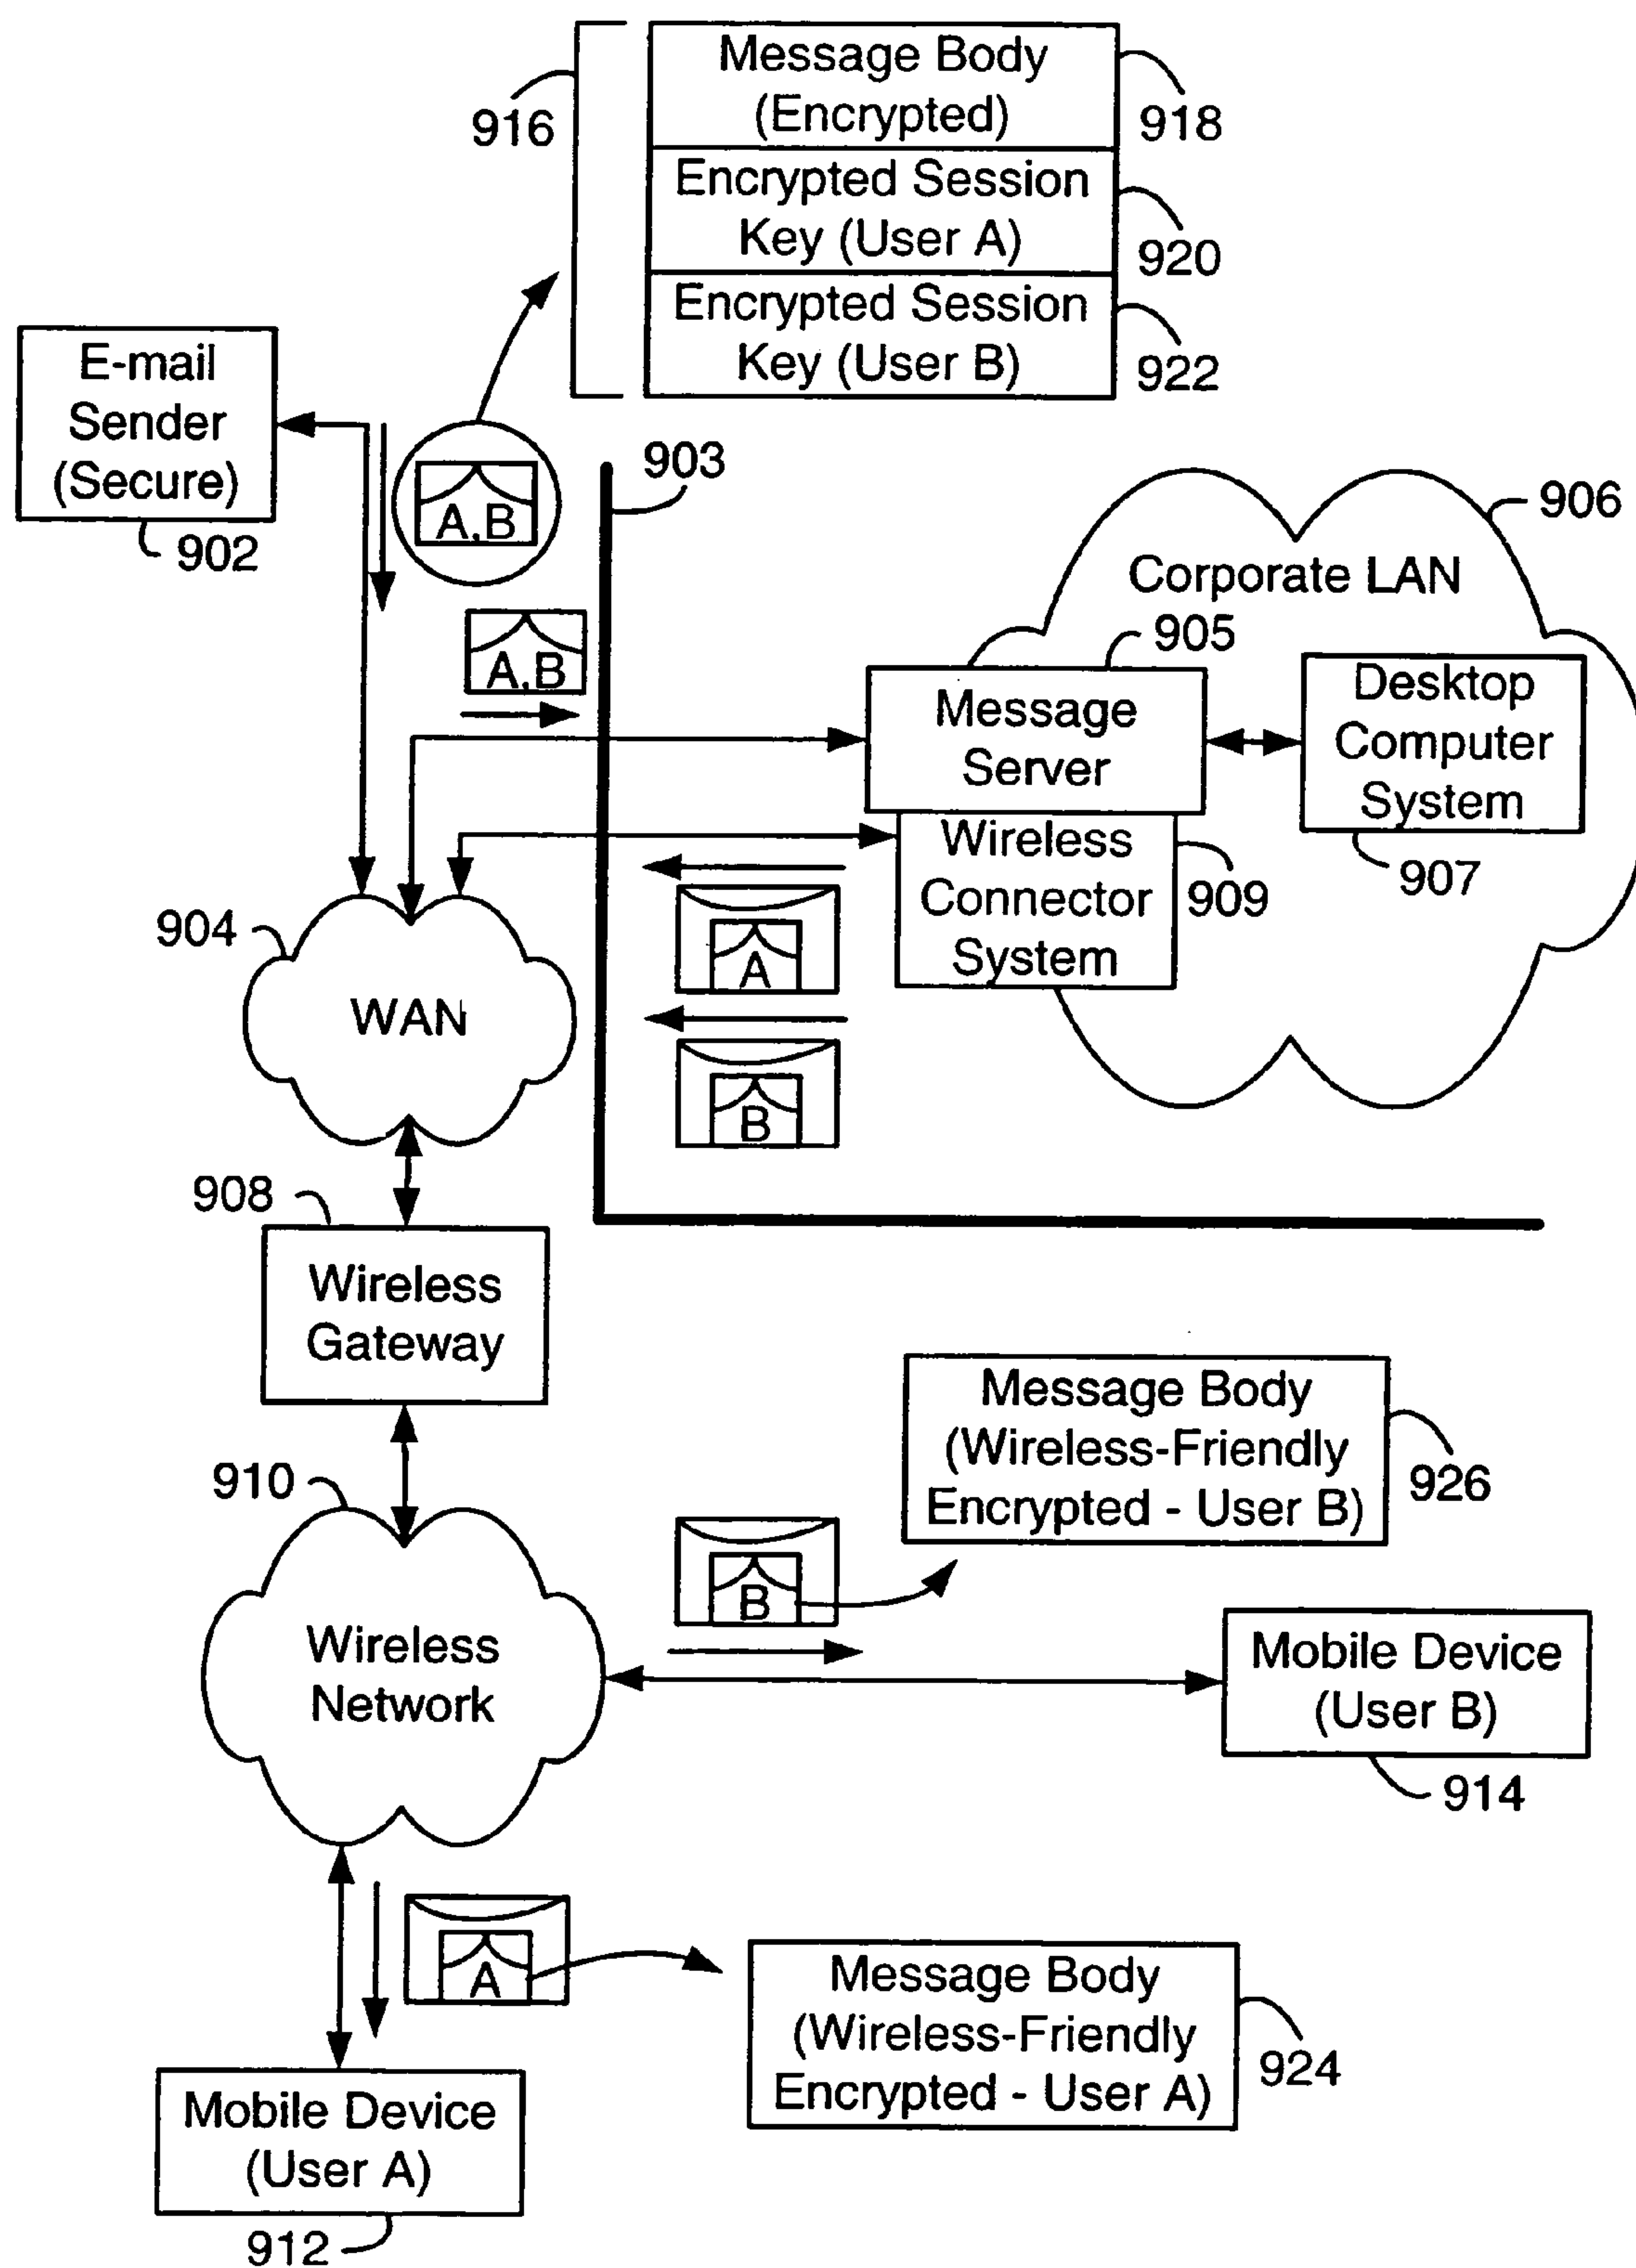 Message Body
(Encrypted)
916
918
Encrypted Session
Key (User A)
920
Encrypted Session
Key (User B)
922
E-mail
Sender
(Secure)
902
A,B
903
906
Corporate LAN
905
A,B
Message
Server
Desktop
Computer
System
907
Wireless
Connector
System
909
A
904
WAN
B
908
Wireless
Gateway
Message Body
(Wireless-Friendly
Encrypted - User B)
926
910
B
Wireless
Network
Mobile Device
(User B)
914
A
Message Body
(Wireless-Friendly
Encrypted - User A)
924
Mobile Device
(User A)
912